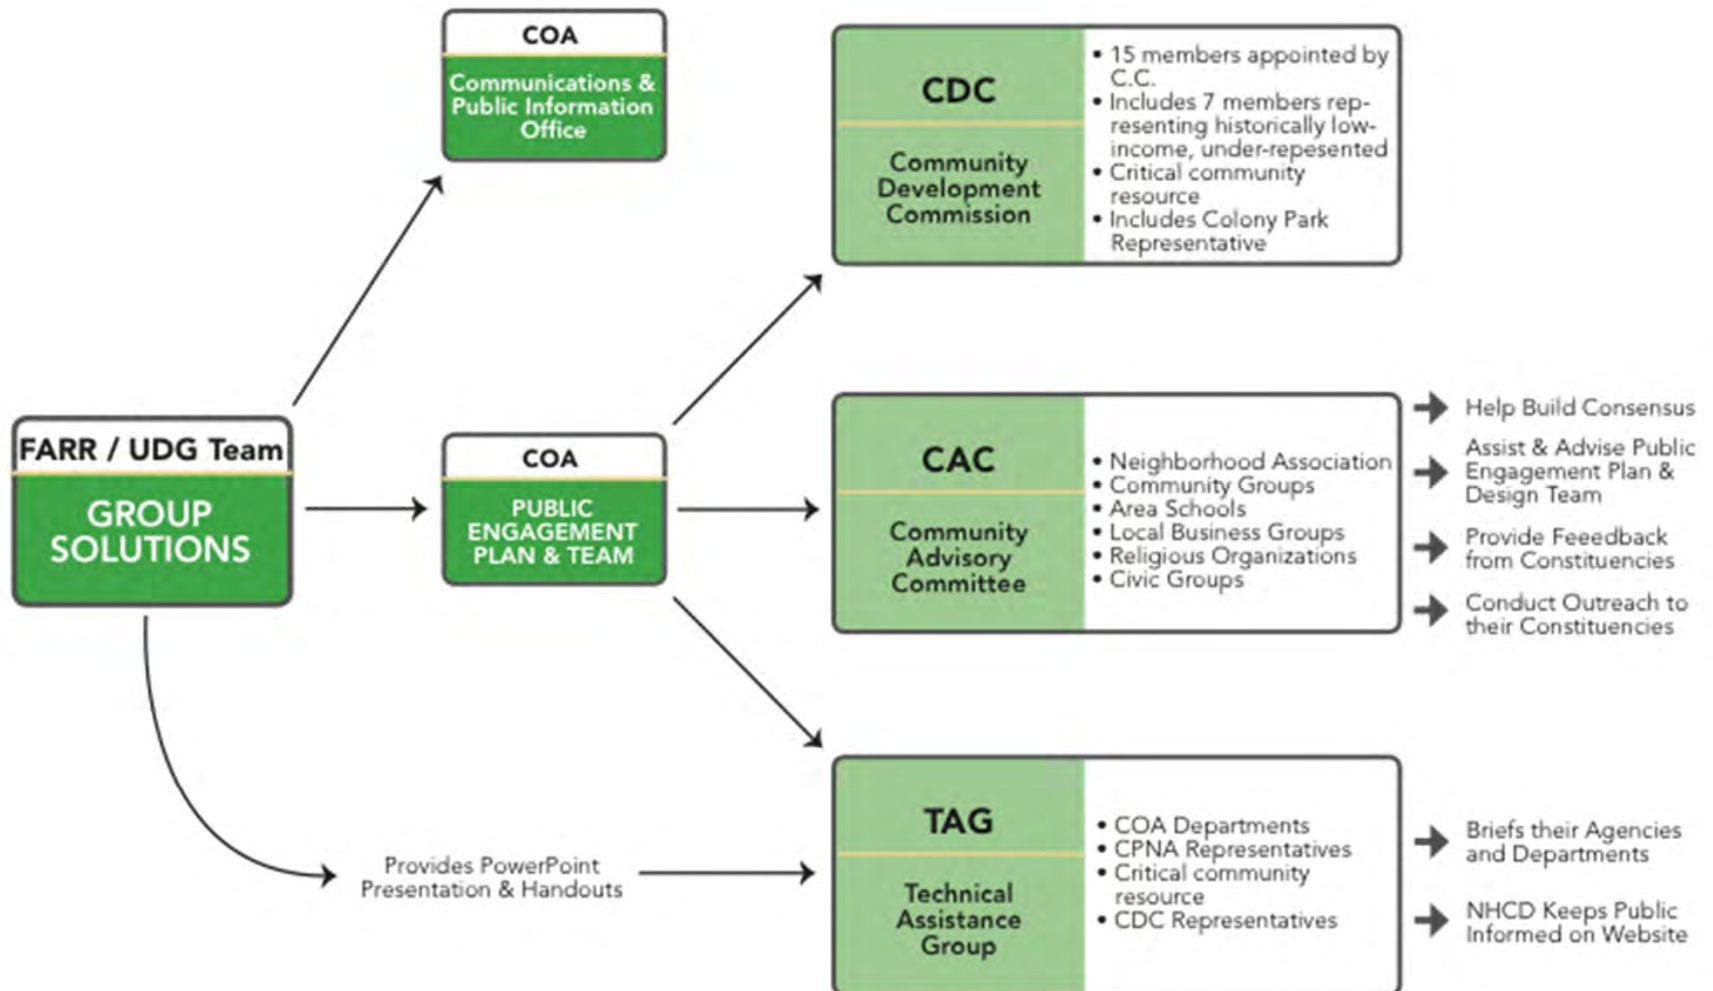 COA
Communications &
Public Information
Office
CDC
Community
Development
Commission
• 15 members appointed by
C.C.
• Includes 7 members rep-
resenting historically low-
income, under-repesented
• Critical community
resource
• Includes Colony Park
Representative
FARR / UDG Team
GROUP
SOLUTIONS
COA
PUBLIC
ENGAGEMENT
PLAN & TEAM
CAC
Community
Advisory
Committee
• Neighborhood Association
• Community Groups
• Area Schools
• Local Business Groups
• Religious Organizations
• Civic Groups
Help Build Consensus
Assist & Advise Public
Engagement Plan &
Design Team
Provide Feeedback
from Constituencies
Conduct Outreach to
their Constituencies
Provides PowerPoint
Presentation & Handouts
TAG
Technical
Assistance
Group
• COA Departments
• CPNA Representatives
• Critical community
resource
• CDC Representatives
Briefs their Agencies
and Departments
NHCD Keeps Public
Informed on Website